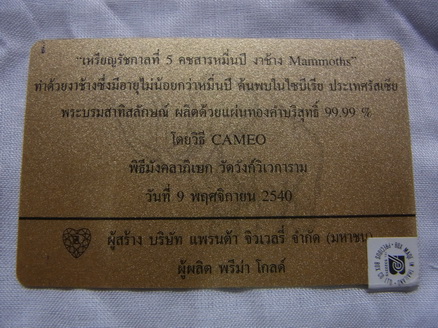 "เหรียญรัชกาลที่ 5 คชสารหมื่นปี งาช้าง Mammoths"
ทำด้วยงาช้างซึ่งมีอายุไม่น้อยกว่าหมื่นปี ค้นพบในไซบีเรีย ประเทศรัสเซีย
พระบรมสาทิสลักษณ์ ผลิตด้วยแผ่นทองคำบริสุทธิ์ 99.99 %
โดยวิธี CAMEO
พิธีมังคลาภิเษก วัดวังก์วิเวการาม
วันที่ 9 พฤศจิกายน 2540
ผู้สร้าง บริษัท แพรนด้า จิวเวลรี่ จำกัด (มหาชน)
ผู้ผลิต พรีม่า โกลด์